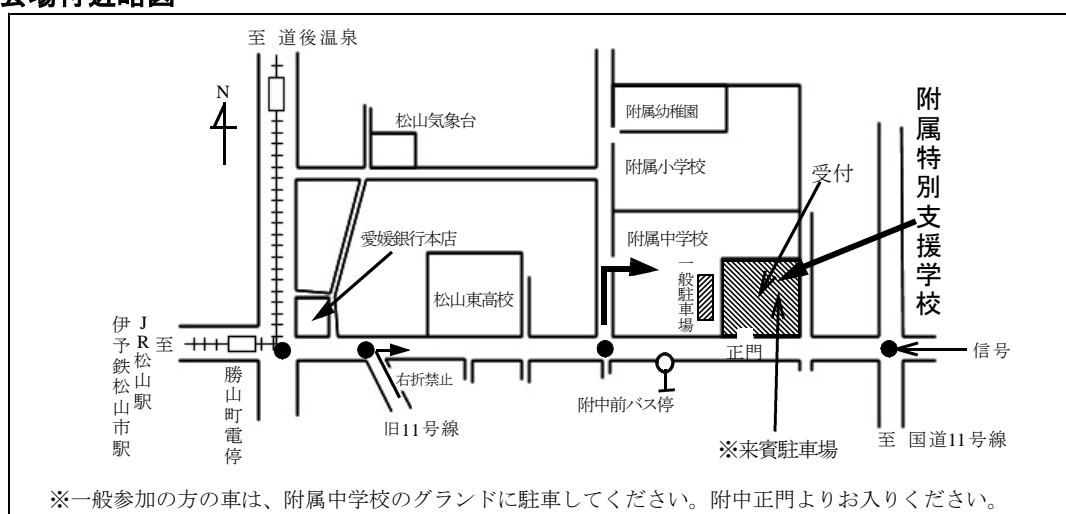 会場付近略図
至 道後温泉
N
松山気象台
附属幼稚園
附属小学校
受付
附属特別支援学校
愛媛銀行本店
附属中学校
一般駐車場
松山東高校
至
JR松山駅
伊予鉄松山市駅
勝山町電停
右折禁止
旧11号線
正門
附中前バス停
信号
※来賓駐車場
至 国道11号線
※一般参加の方の車は、附属中学校のグランドに駐車してください。附中正門よりお入りください。